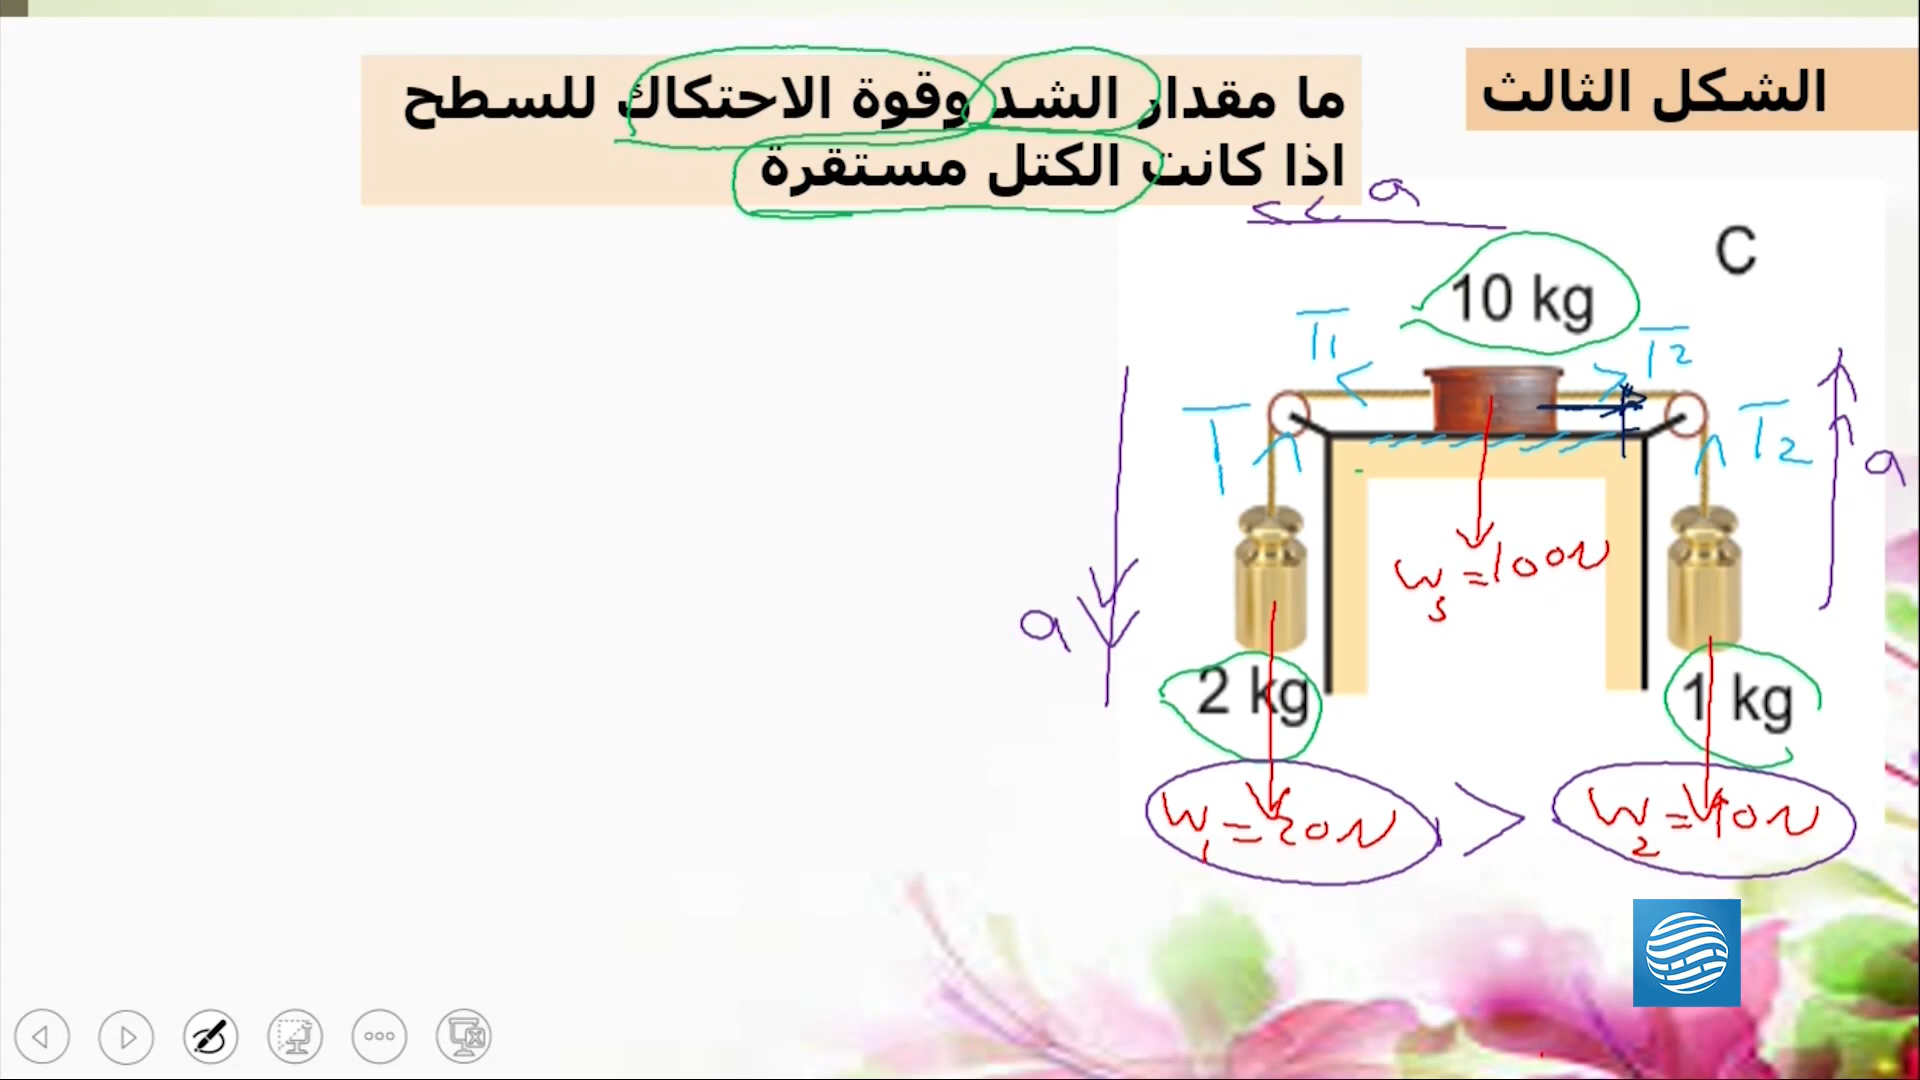 الشكل الثالث
ما مقدار الشد وقوة الاحتكاك للسطح
اذا كانت الكتل مستقرة
a
C
10 kg
T1
T2
T
T2
a
W3 = 100N
a
2 kg
1 kg
W1 = 20N > W2 = 10N